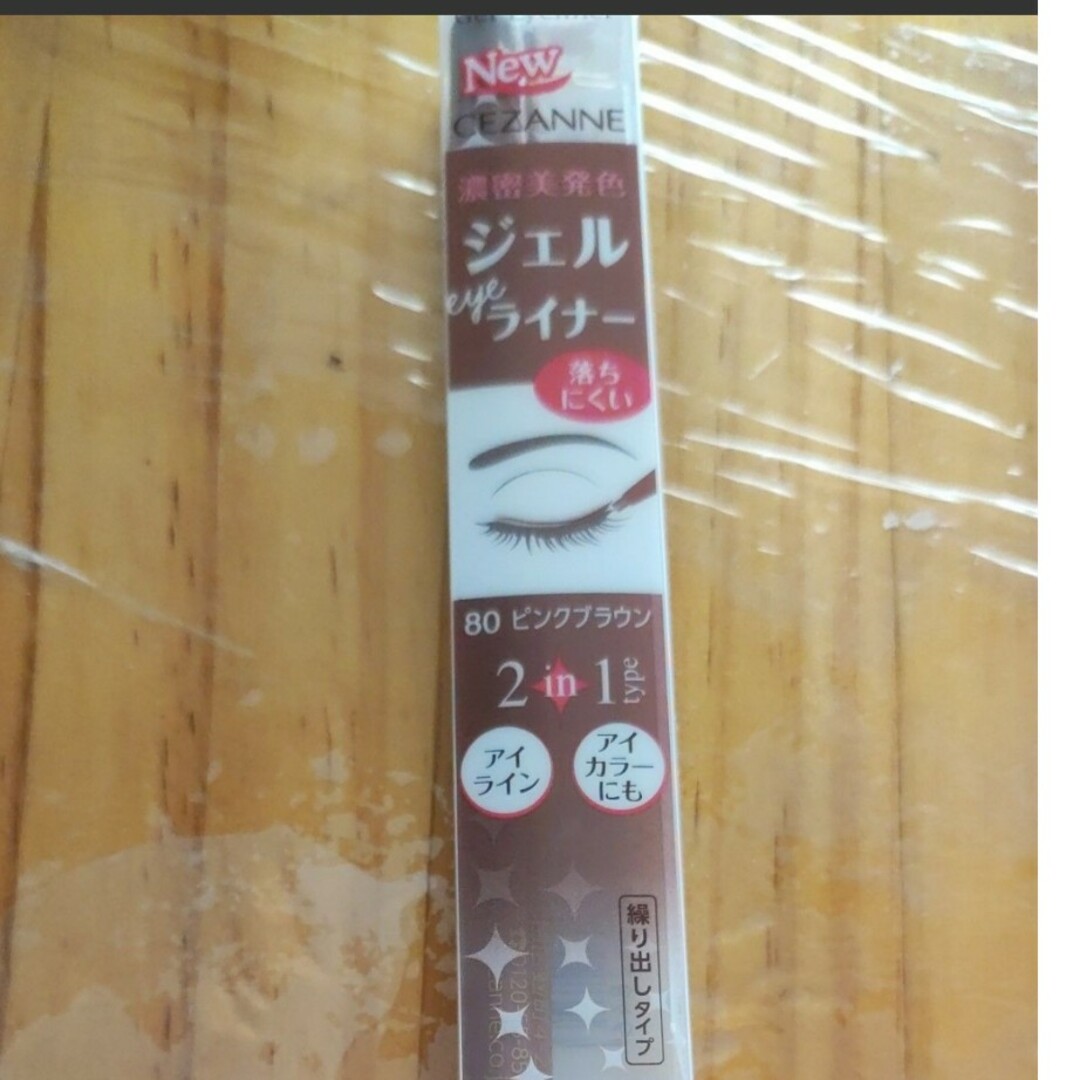 New
CEZANNE
濃密美発色
ジェル
eye
ライナー
落ち
にくい
80 ピンクブラウン
2 in 1 type
アイ
ライン
アイ
カラー
にも
繰り出しタイプ